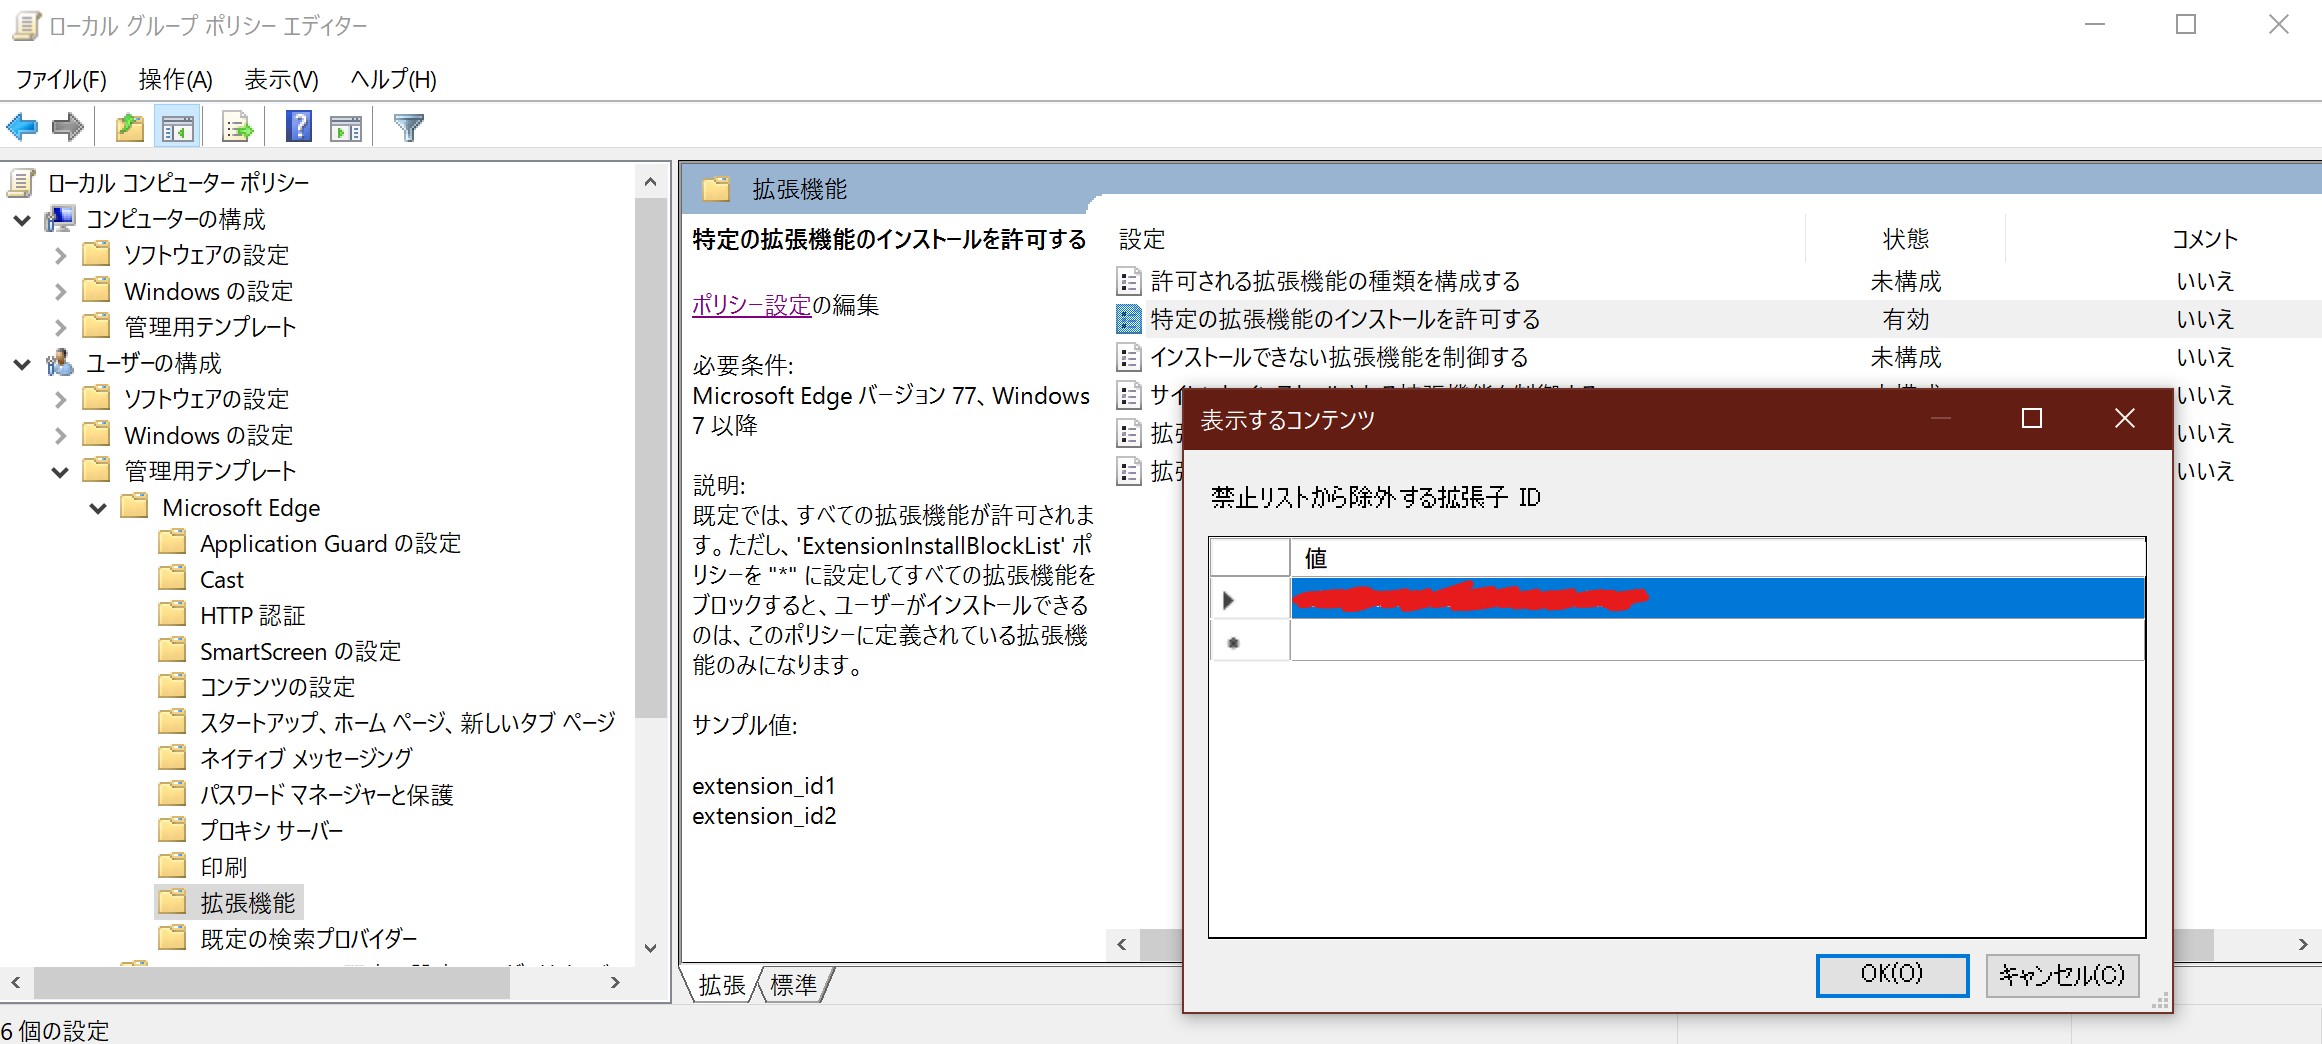 ローカル グループ ポリシー エディター
ファイル(F) 操作(A) 表示(V) ヘルプ(H)
ローカル コンピューター ポリシー
コンピューターの構成
ソフトウェアの設定
Windows の設定
管理用テンプレート
ユーザーの構成
ソフトウェアの設定
Windows の設定
管理用テンプレート
Microsoft Edge
Application Guard の設定
Cast
HTTP 認証
SmartScreen の設定
コンテンツの設定
スタートアップ、ホーム ページ、新しいタブ ページ
ネイティブ メッセージング
パスワード マネージャーと保護
プロキシ サーバー
印刷
拡張機能
既定の検索プロバイダー
6 個の設定
拡張機能
特定の拡張機能のインストールを許可する
ポリシー設定の編集
必要条件:
Microsoft Edge バージョン 77、Windows
7 以降
説明:
既定では、すべての拡張機能が許可されま
す。ただし、'ExtensionInstallBlockList' ポ
リシーを "*" に設定してすべての拡張機能を
ブロックすると、ユーザーがインストールできる
のは、このポリシーに定義されている拡張機
能のみになります。
サンプル値:
extension_id1
extension_id2
拡張 標準
設定 状態 コメント
許可される拡張機能の種類を構成する 未構成 いいえ
特定の拡張機能のインストールを許可する 有効 いいえ
インストールできない拡張機能を制御する 未構成 いいえ
いいえ
拡 いいえ
拡 いいえ
表示するコンテンツ
禁止リストから除外する拡張子 ID
値
OK(O) キャンセル(C)